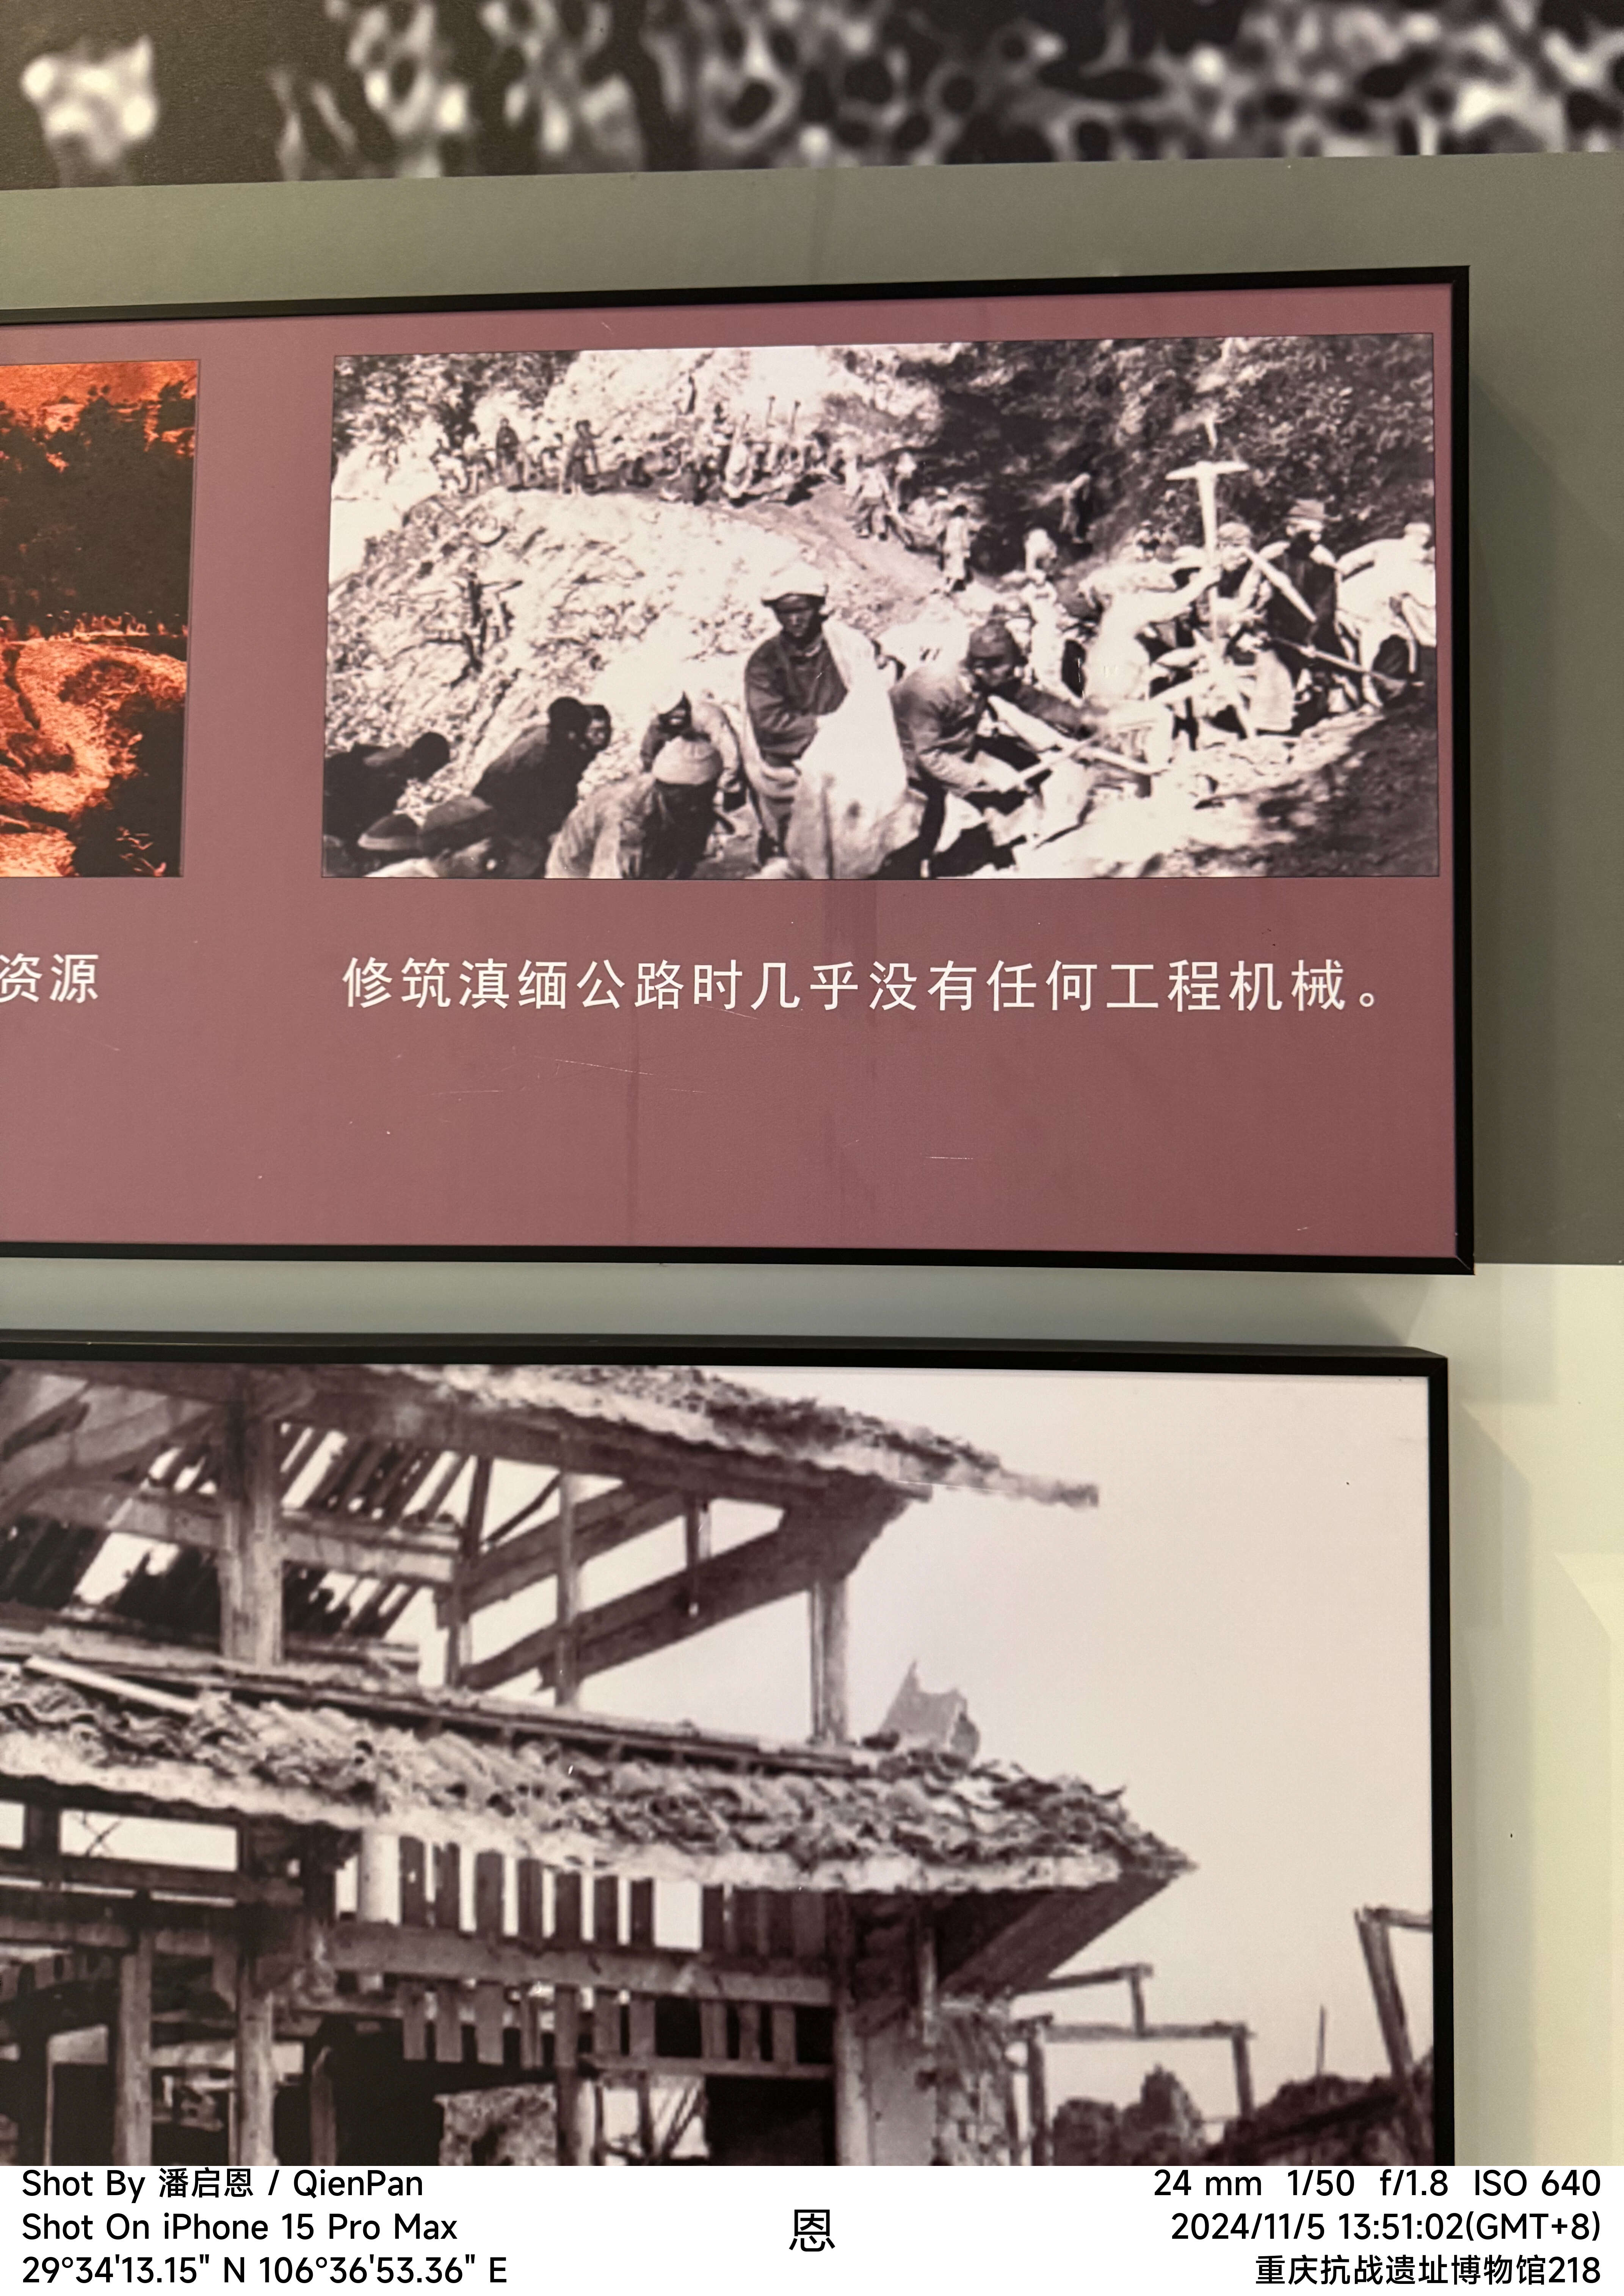 资源
修筑滇缅公路时几乎没有任何工程机械。
Shot By 潘启恩 / QienPan
Shot On iPhone 15 Pro Max
29°34'13.15" N 106°36'53.36" E
恩
24 mm 1/50 f/1.8 ISO 640
2024/11/5 13:51:02(GMT+8)
重庆抗战遗址博物馆218